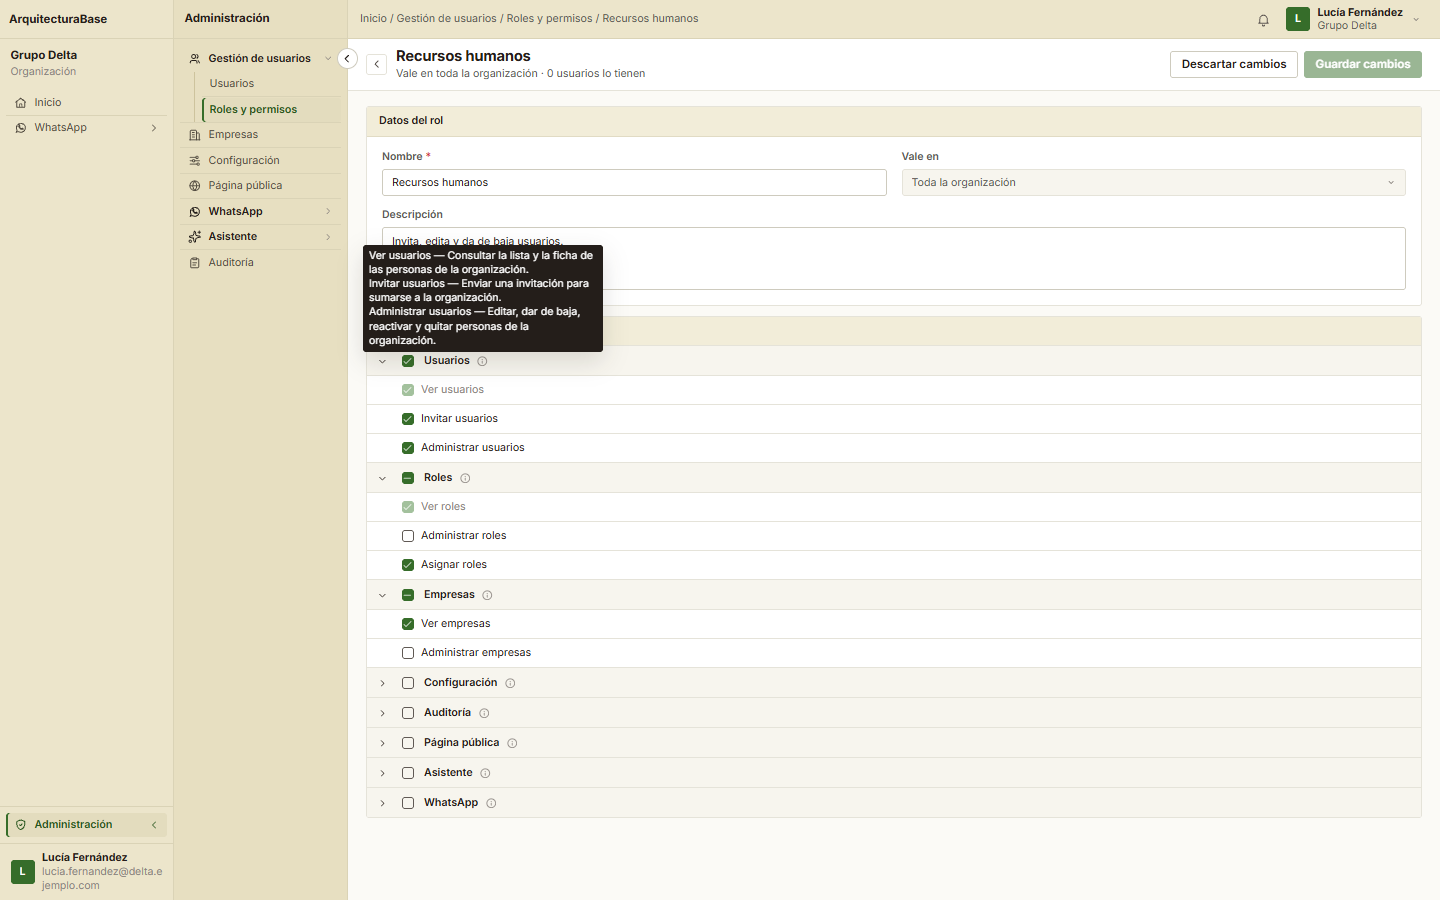 ArquitecturaBase
Grupo Delta
Organización
Inicio
WhatsApp
Administración
Lucía Fernández
lucia.fernandez@delta.e
jemplo.com
Administración
Gestión de usuarios
Usuarios
Roles y permisos
Empresas
Configuración
Página pública
WhatsApp
Asistente
Auditoría
Inicio / Gestión de usuarios / Roles y permisos / Recursos humanos
L
Lucía Fernández
Grupo Delta
Recursos humanos
Vale en toda la organización · 0 usuarios lo tienen
Descartar cambios
Guardar cambios
Datos del rol
Nombre *
Vale en
Recursos humanos
Toda la organización
Descripción
Invita, edita y da de baja usuarios.
Ver usuarios — Consultar la lista y la ficha de
las personas de la organización.
Invitar usuarios — Enviar una invitación para
sumarse a la organización.
Administrar usuarios — Editar, dar de baja,
reactivar y quitar personas de la
organización.
Usuarios
Ver usuarios
Invitar usuarios
Administrar usuarios
Roles
Ver roles
Administrar roles
Asignar roles
Empresas
Ver empresas
Administrar empresas
Configuración
Auditoría
Página pública
Asistente
WhatsApp
L